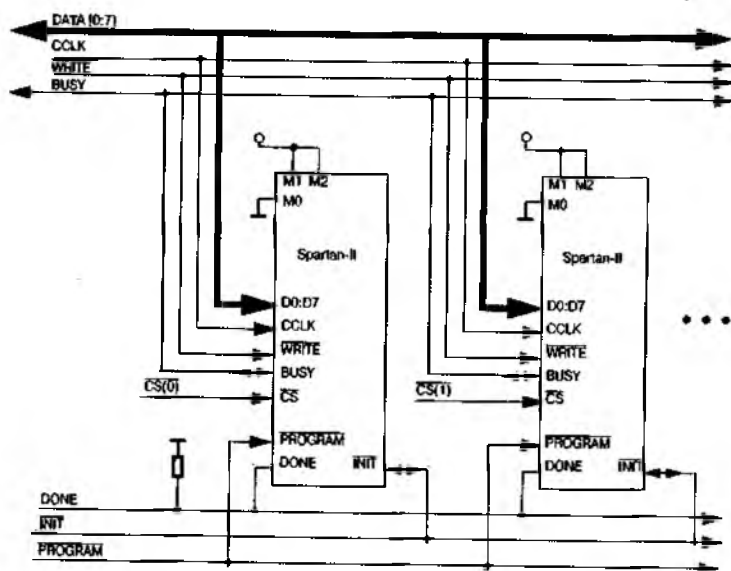 DATA [0:7]
CCLK
WRITE
BUSY
M1 M2
M0
Spartan-II
D0:D7
CCLK
WRITE
BUSY
CS(0)
CS
PROGRAM
DONE INIT
M1 M2
M0
Spartan-II
D0:D7
CCLK
WRITE
BUSY
CS(1)
CS
PROGRAM
DONE INIT
DONE
INIT
PROGRAM